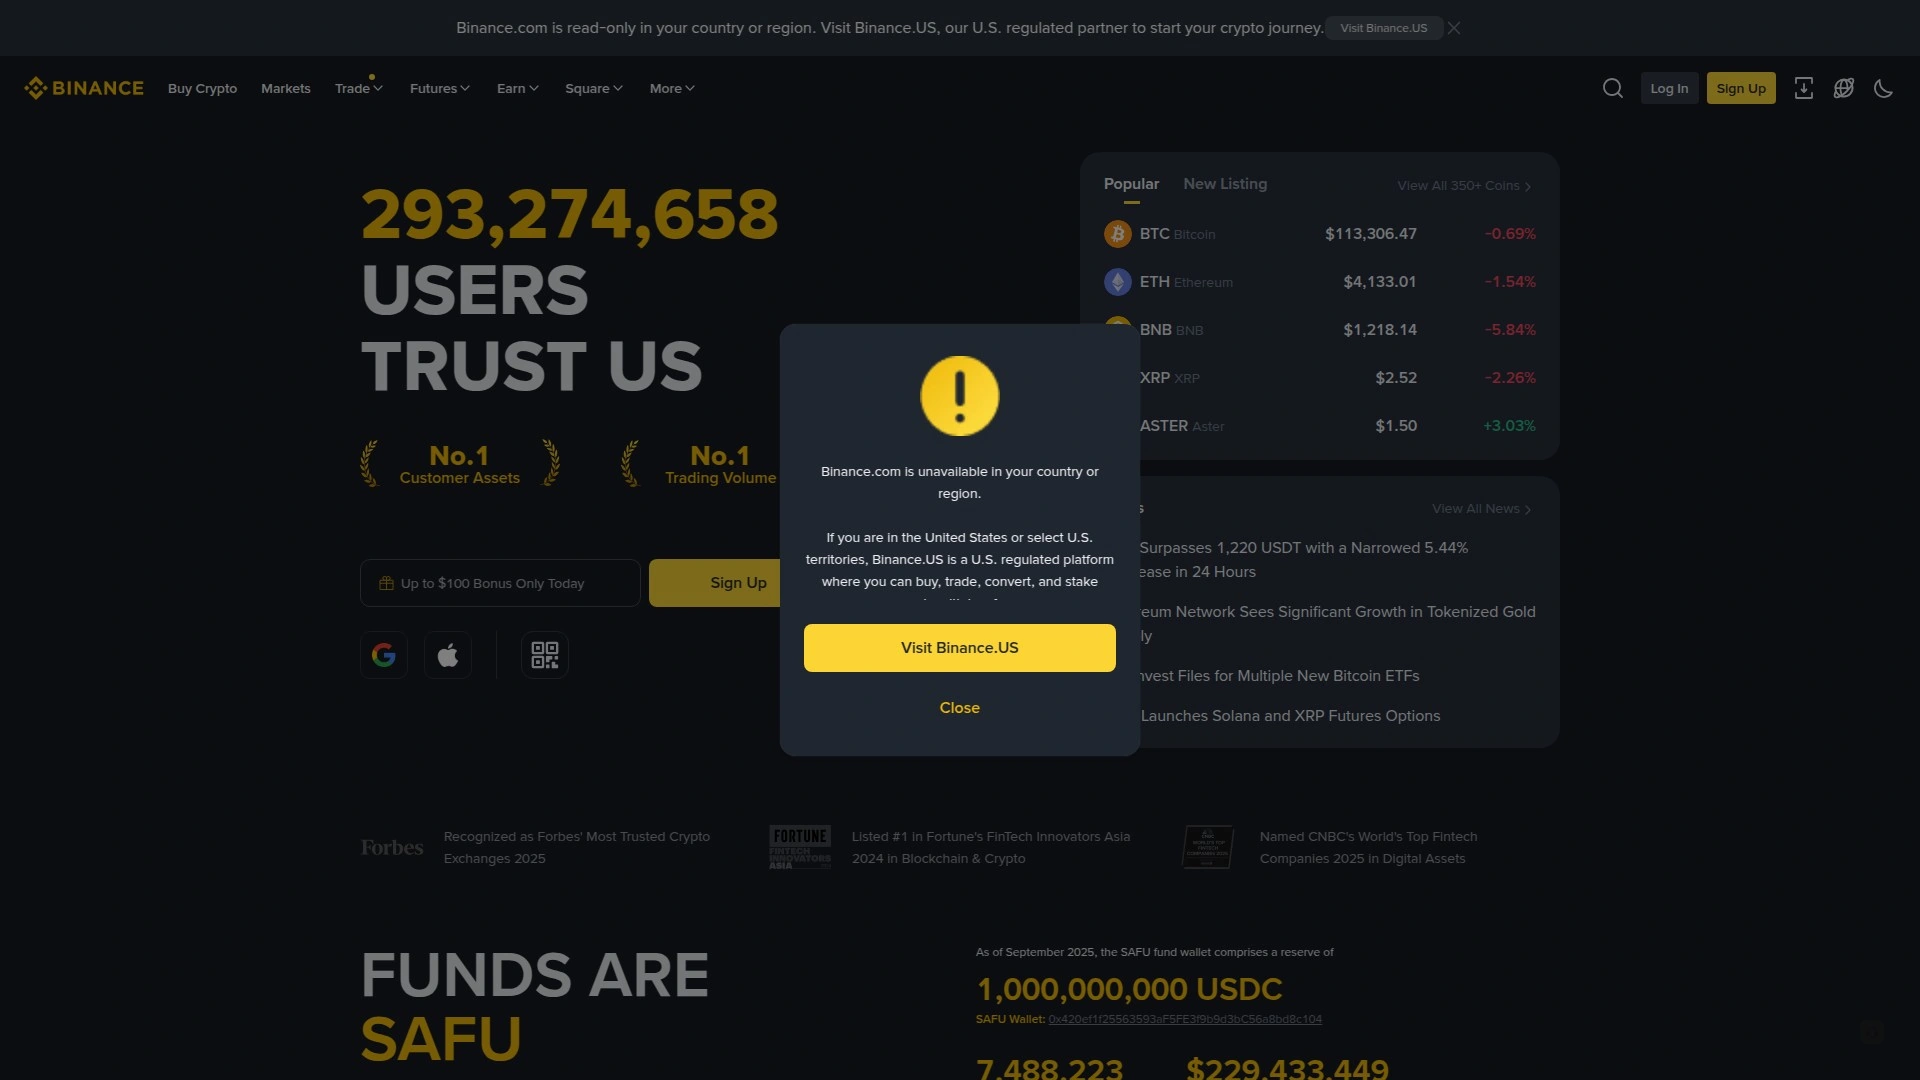 Binance.com is read-only in your country or region. Visit Binance.US, our U.S. regulated partner to start your crypto journey. Visit Binance.US
BINANCE Buy Crypto Markets Trade Futures Earn Square More Log In Sign Up
293,274,658
USERS
TRUST US
No.1
Customer Assets
No.1
Trading Volume
Up to $100 Bonus Only Today Sign Up
Popular New Listing View All 350+ Coins
BTC Bitcoin $113,306.47 -0.69%
ETH Ethereum $4,133.01 -1.54%
BNB BNB $1,218.14 -5.84%
XRP XRP $2.52 -2.26%
ASTER Aster $1.50 +3.03%
View All News
Surpasses 1,220 USDT with a Narrowed 5.44%
ease in 24 Hours
eum Network Sees Significant Growth in Tokenized Gold
ly
nvest Files for Multiple New Bitcoin ETFs
Launches Solana and XRP Futures Options
Binance.com is unavailable in your country or
region.
If you are in the United States or select U.S.
territories, Binance.US is a U.S. regulated platform
where you can buy, trade, convert, and stake
Visit Binance.US
Close
Forbes
Recognized as Forbes' Most Trusted Crypto
Exchanges 2025
FORTUNE
FINTECH
INNOVATORS
ASIA
Listed #1 in Fortune's FinTech Innovators Asia
2024 in Blockchain & Crypto
Named CNBC's World's Top Fintech
Companies 2025 in Digital Assets
FUNDS ARE
SAFU
As of September 2025, the SAFU fund wallet comprises a reserve of
1,000,000,000 USDC
SAFU Wallet: 0x420ef1f25563593aF5FE3f9b9d3bC56a8bd8c104
7,488,223 $229,433,449